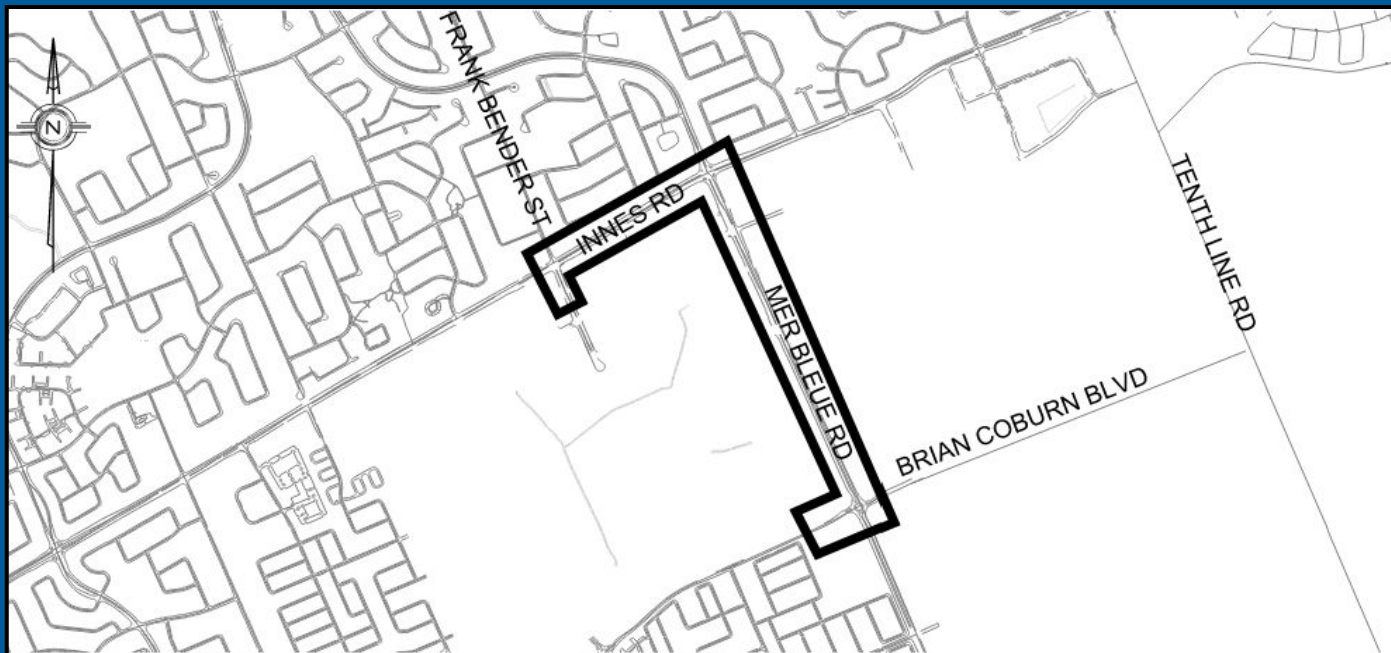 FRANK BENDER ST
N
INNES RD
TENTH LINE RD
MER BLEUE RD
BRIAN COBURN BLVD